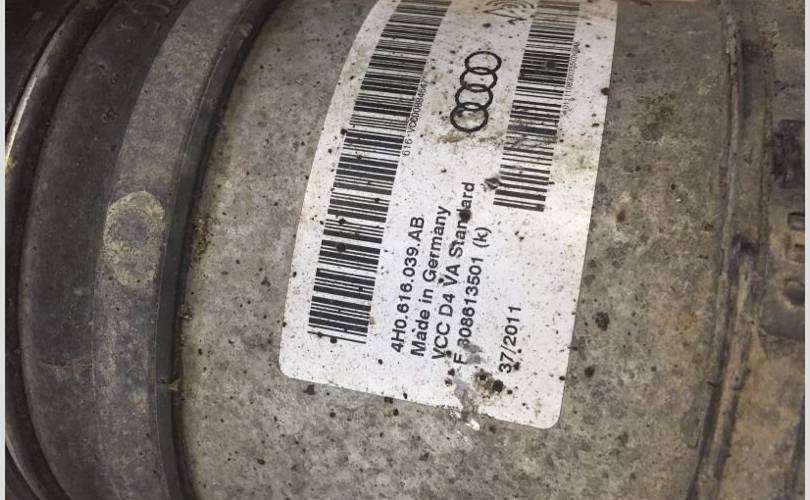 4H0.616.039.AB
Made in Germany
VCC D4 VA Standard
F 308613501 (k)
37/2011